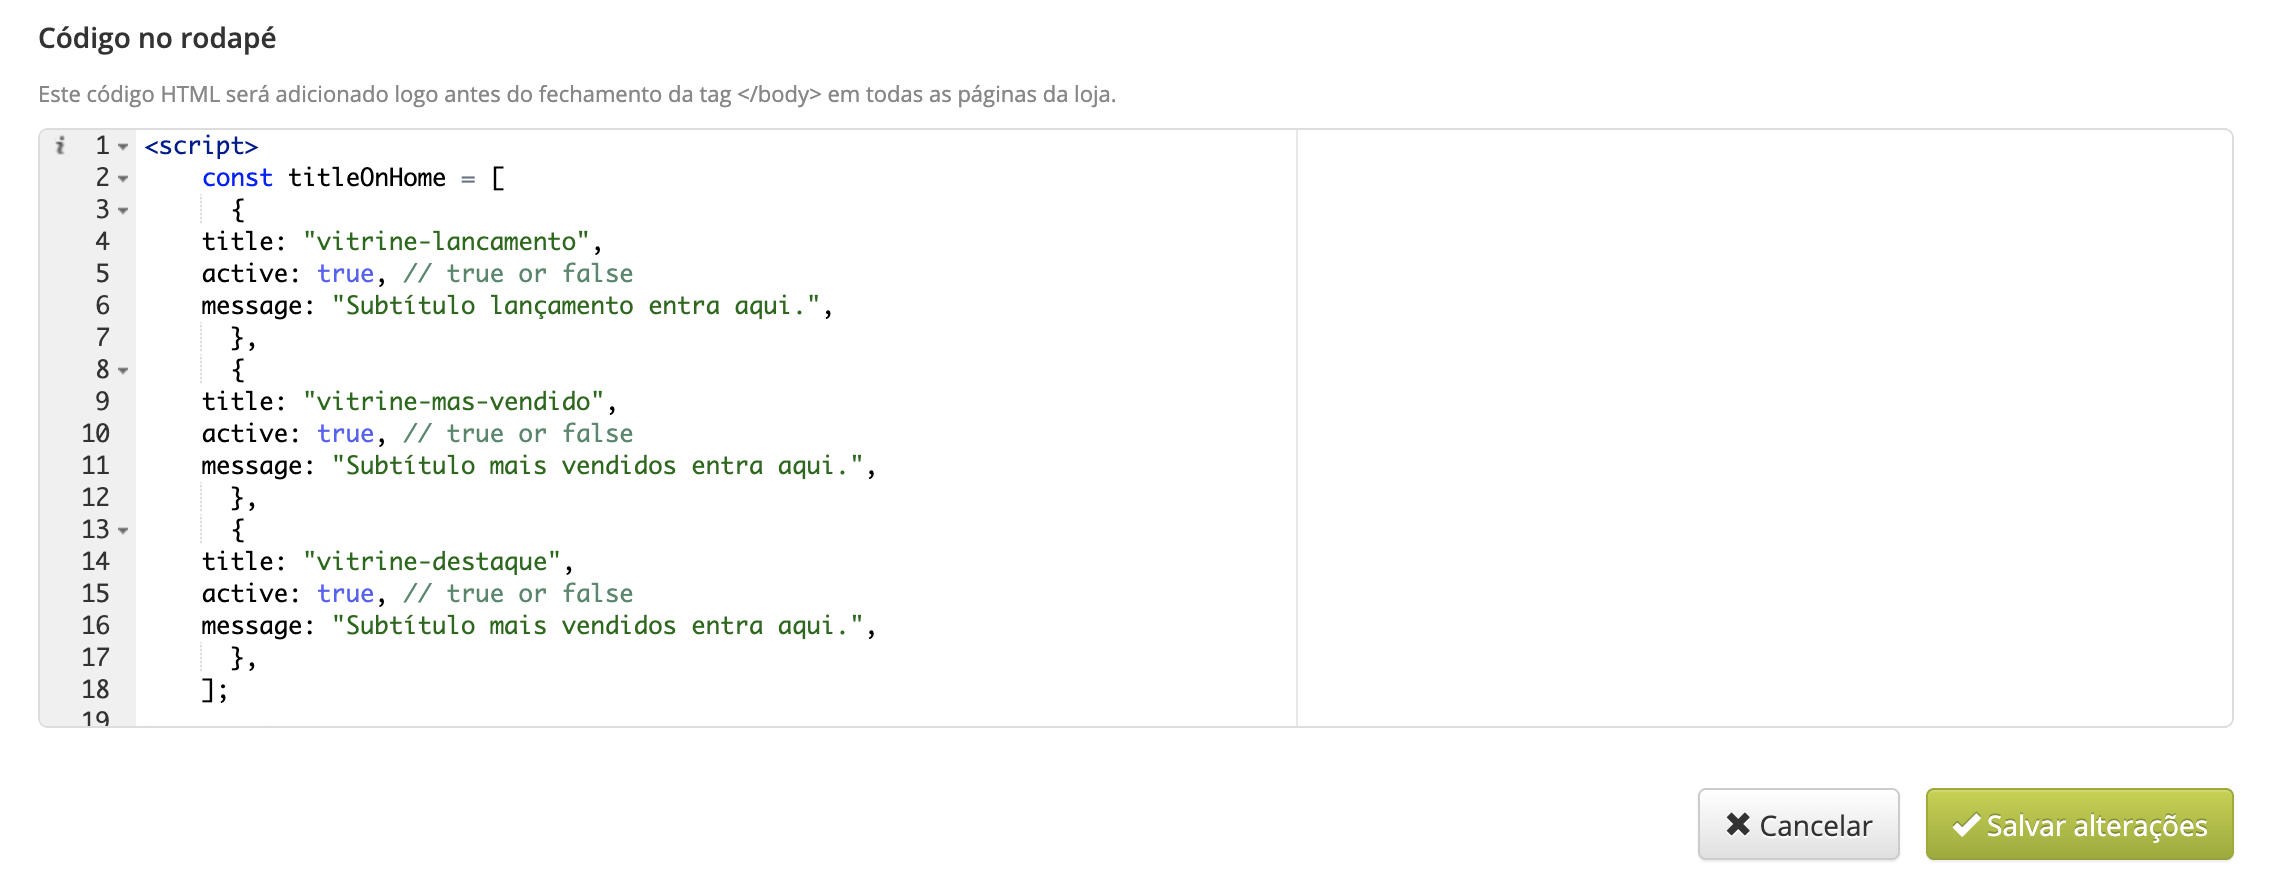 Código no rodapé
Este código HTML será adicionado logo antes do fechamento da tag </body> em todas as páginas da loja.
i 1 <script>
2 const titleOnHome = [
3 {
4 title: "vitrine-lancamento",
5 active: true, // true or false
6 message: "Subtítulo lançamento entra aqui.",
7 },
8 {
9 title: "vitrine-mas-vendido",
10 active: true, // true or false
11 message: "Subtítulo mais vendidos entra aqui.",
12 },
13 {
14 title: "vitrine-destaque",
15 active: true, // true or false
16 message: "Subtítulo mais vendidos entra aqui.",
17 },
18 ];
19
Cancelar Salvar alterações